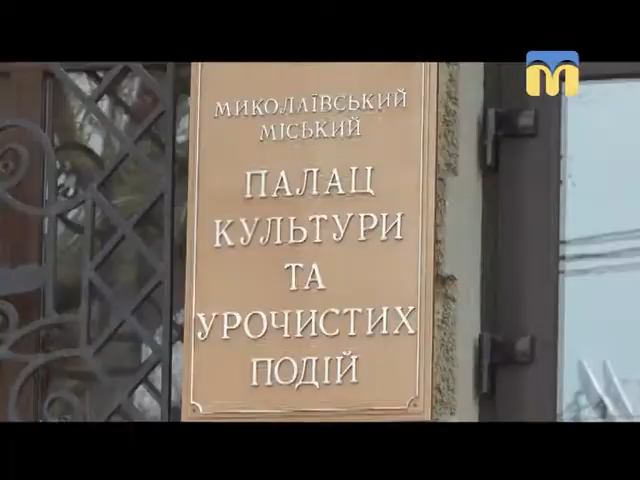 МИКОЛАЇВСЬКИЙ
МІСЬКИЙ
ПАЛАЦ
КУЛЬТУРИ
ТА
УРОЧИСТИХ
ПОДІЙ